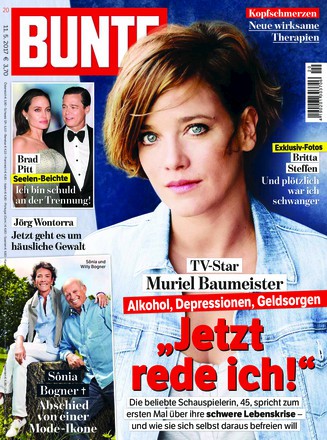 20
11. 5. 2017 € 3,70
BUNTE
Kopfschmerzen
Neue wirksame
Therapien
Brad
Pitt
Seelen-Beichte
Ich bin schuld
an der Trennung!
Exklusiv-Fotos
Britta
Steffen
Und plötzlich
war ich
schwanger
Jörg Wontorra
Jetzt geht es um
häusliche Gewalt
Sônia und
Willy Bogner
Sônia
Bogner †
Abschied
von einer
Mode-Ikone
TV-Star
Muriel Baumeister
Alkohol, Depressionen, Geldsorgen
„Jetzt
rede ich!“
Die beliebte Schauspielerin, 45, spricht zum
ersten Mal über ihre schwere Lebenskrise –
und wie sie sich selbst daraus befreien will